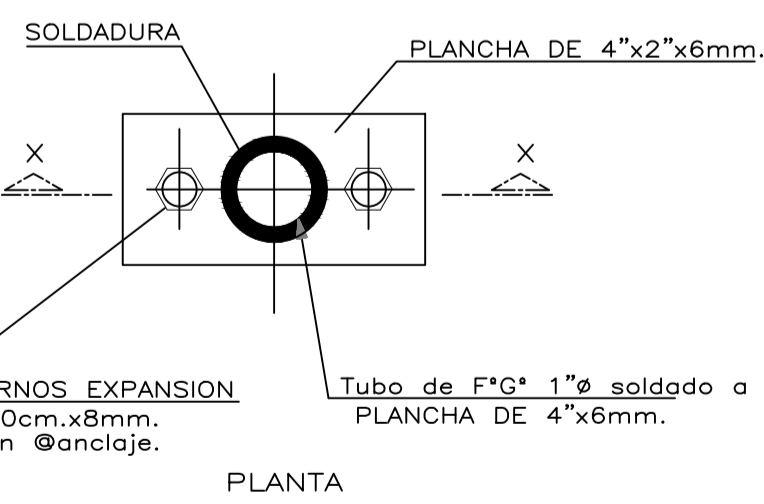 SOLDADURA
PLANCHA DE 4”x2”x6mm.
X
X
RNOS EXPANSION
0cm.x8mm.
n @anclaje.
Tubo de FºGº 1”ø soldado a
PLANCHA DE 4”x6mm.
PLANTA